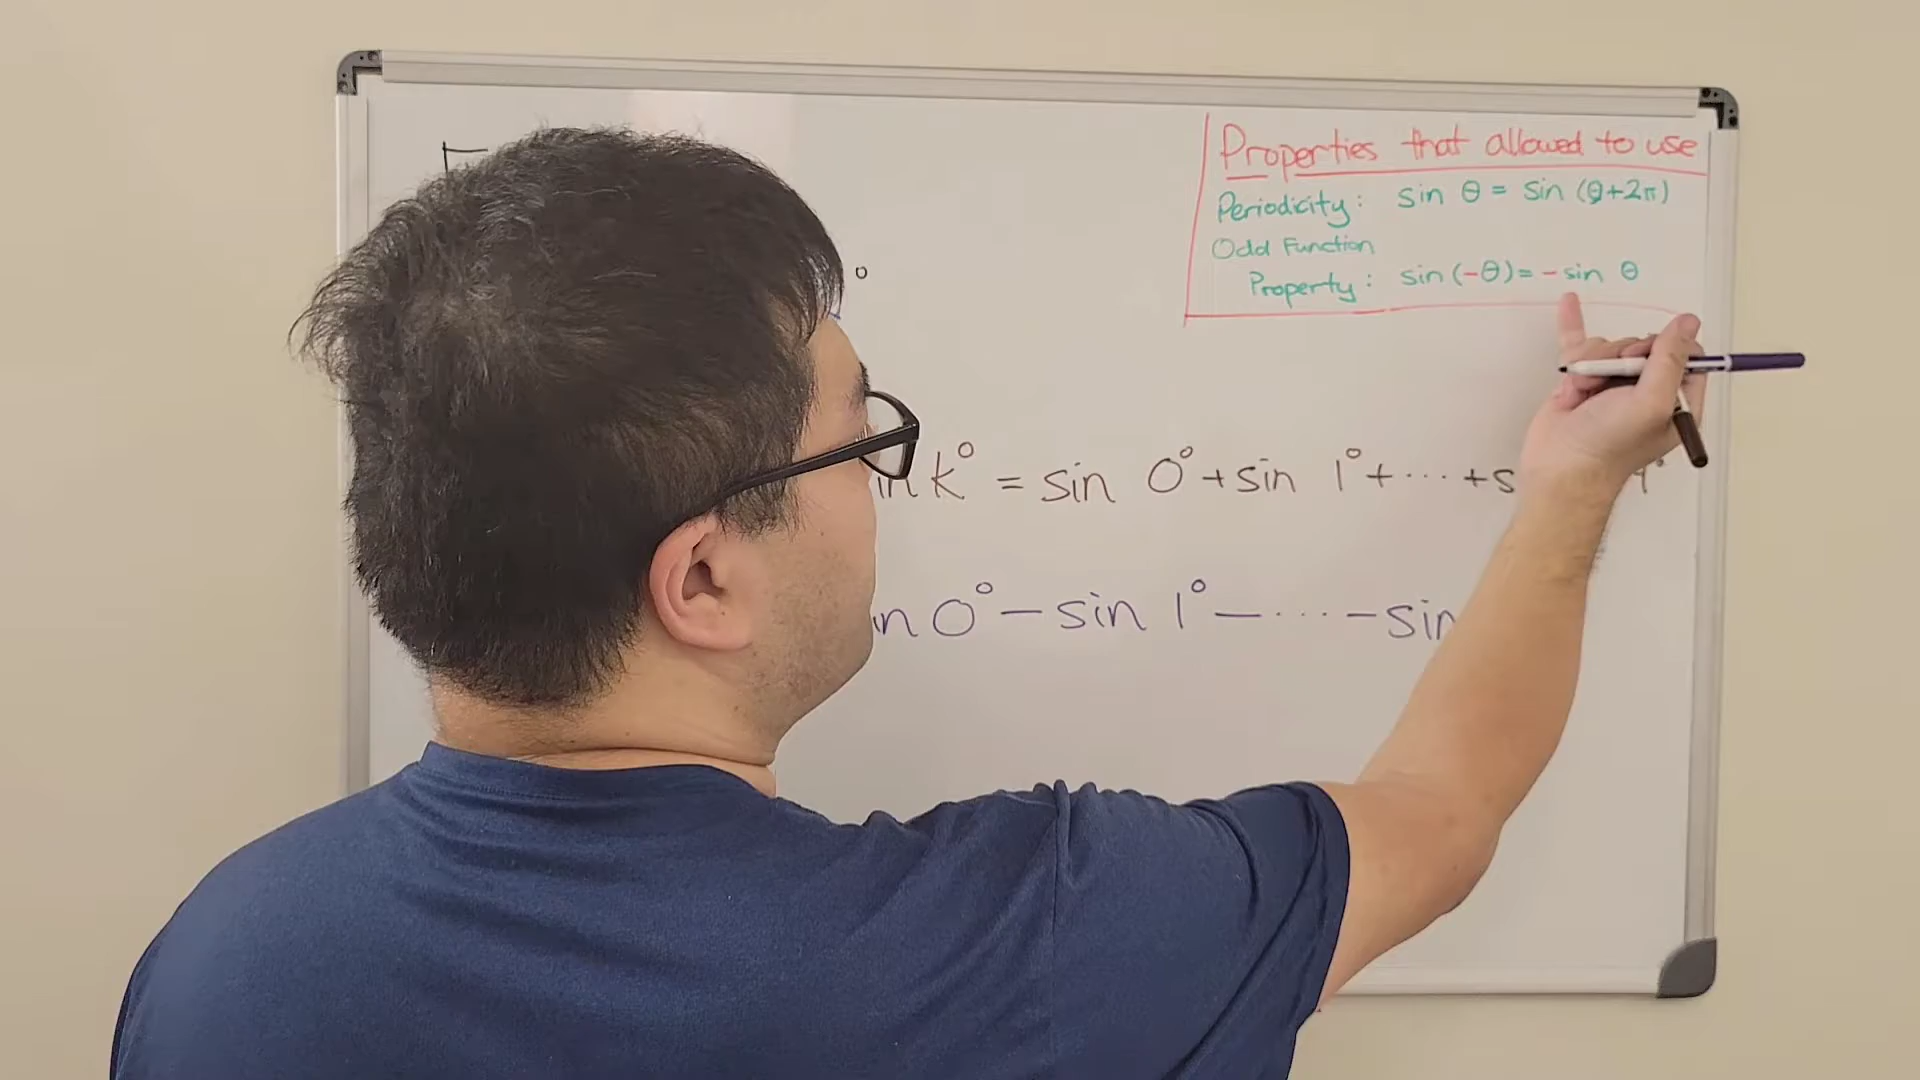 Properties that allowed to use
Periodicity: sin θ = sin (θ+2π)
Odd Function
Property: sin (-θ) = - sin θ
k° = sin 0° + sin 1° + ··· +
0° - sin 1° - ··· - sin